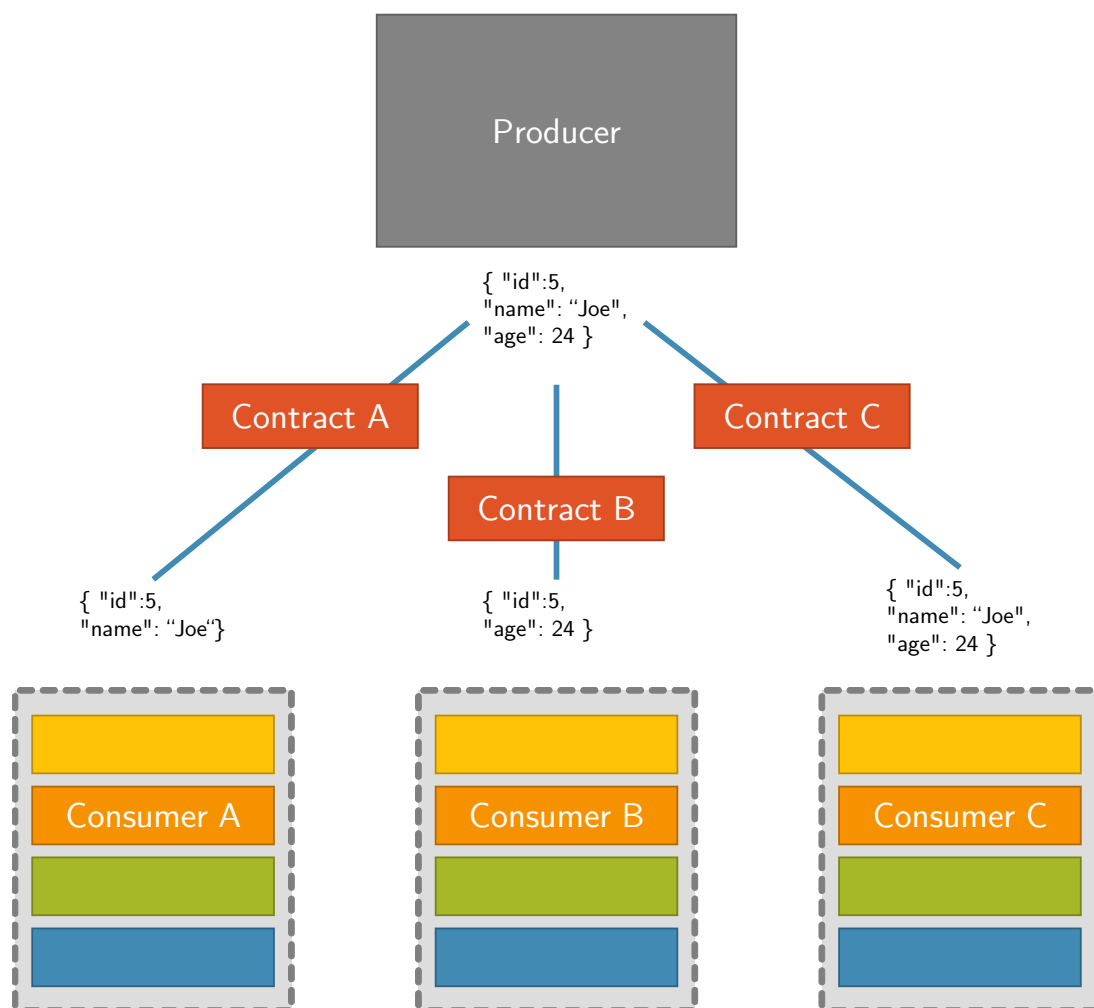 Producer
{ "id":5,
"name": “Joe",
"age": 24 }
Contract A
Contract C
Contract B
{ "id":5,
"name": “Joe“}
{ "id":5,
"age": 24 }
{ "id":5,
"name": “Joe",
"age": 24 }
Consumer A
Consumer B
Consumer C